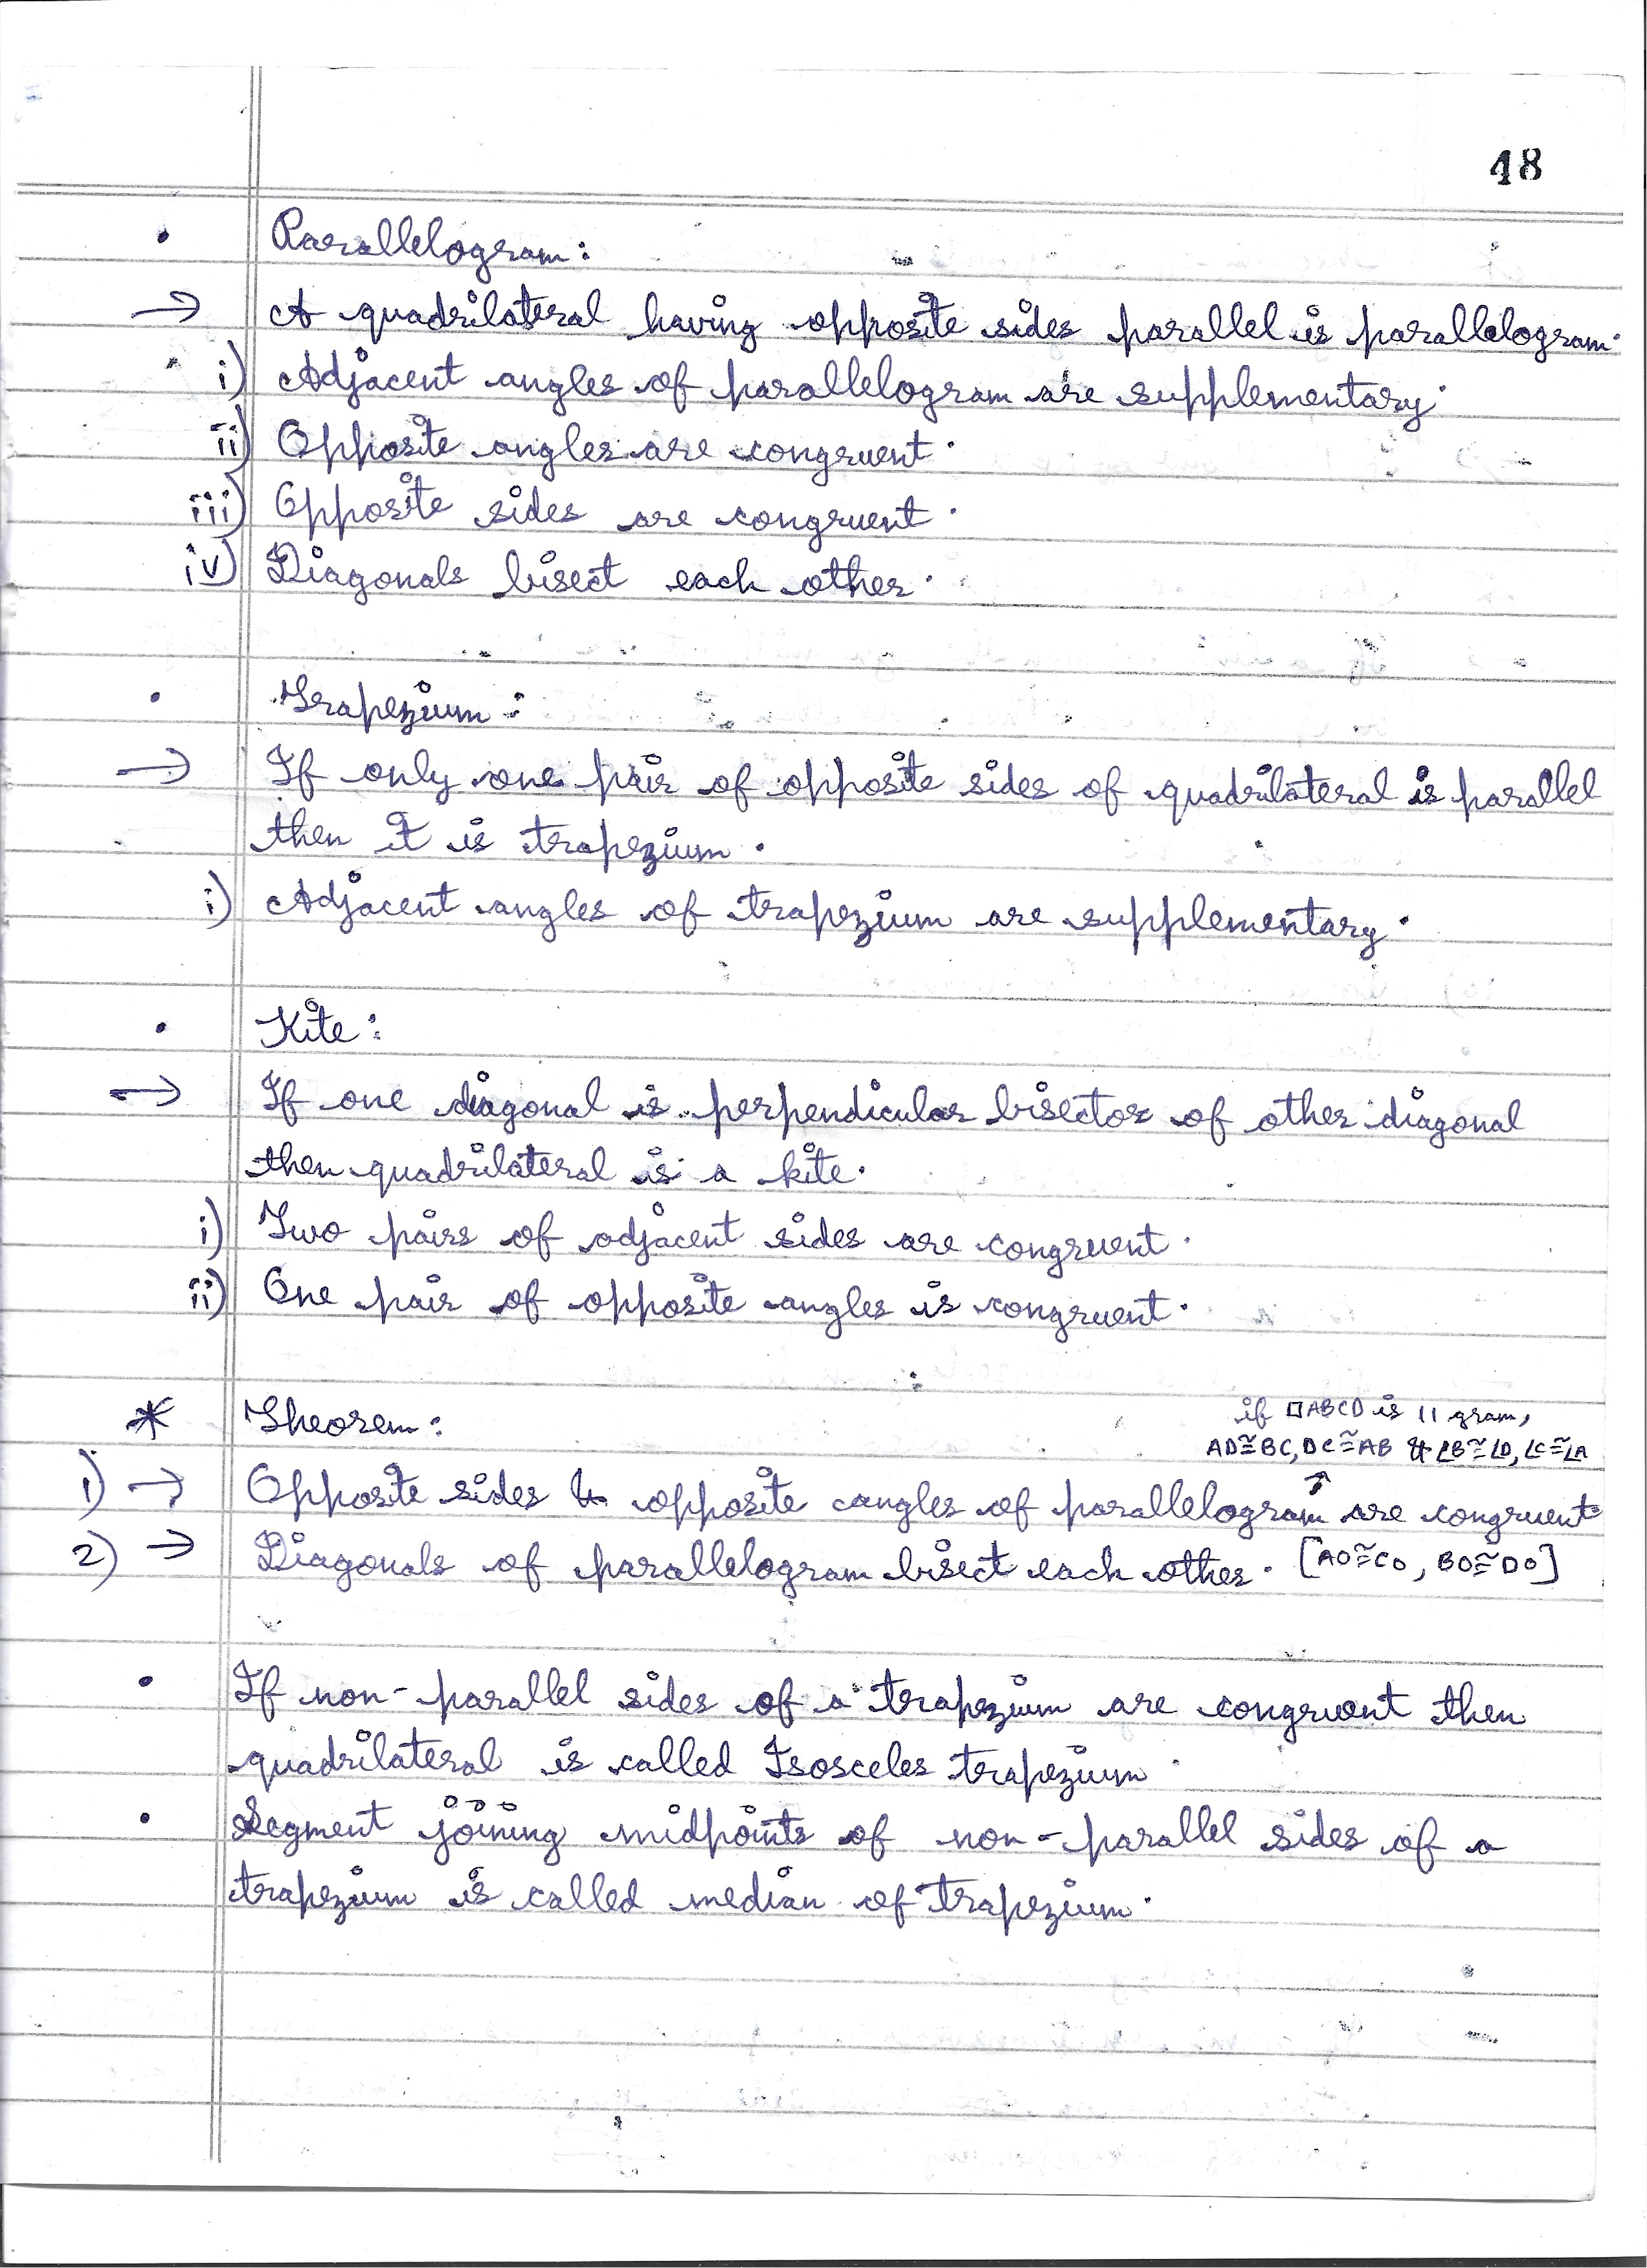 48
• Parallelogram:
→ A quadrilateral having opposite sides parallel is parallelogram.
i) Adjacent angles of parallelogram are supplementary.
ii) Opposite angles are congruent.
iii) Opposite sides are congruent.
iv) Diagonals bisect each other.
• Trapezium:
→ If only one pair of opposite sides of quadrilateral is parallel
then it is trapezium.
i) Adjacent angles of trapezium are supplementary.
• Kite:
→ If one diagonal is perpendicular bisector of other diagonal
then quadrilateral is a kite.
i) Two pairs of adjacent sides are congruent.
ii) One pair of opposite angles is congruent.
* Theorem:
if □ABCD is || gram,
AD≅BC, DC≅AB & ∠B≅∠D, ∠C≅∠A
1) → Opposite sides & opposite angles of parallelogram are congruent.
2) → Diagonals of parallelogram bisect each other. [AO≅CO, BO≅DO]
• If non-parallel sides of a trapezium are congruent then
quadrilateral is called Isosceles trapezium.
• Segment joining midpoints of non-parallel sides of a
trapezium is called median of trapezium.